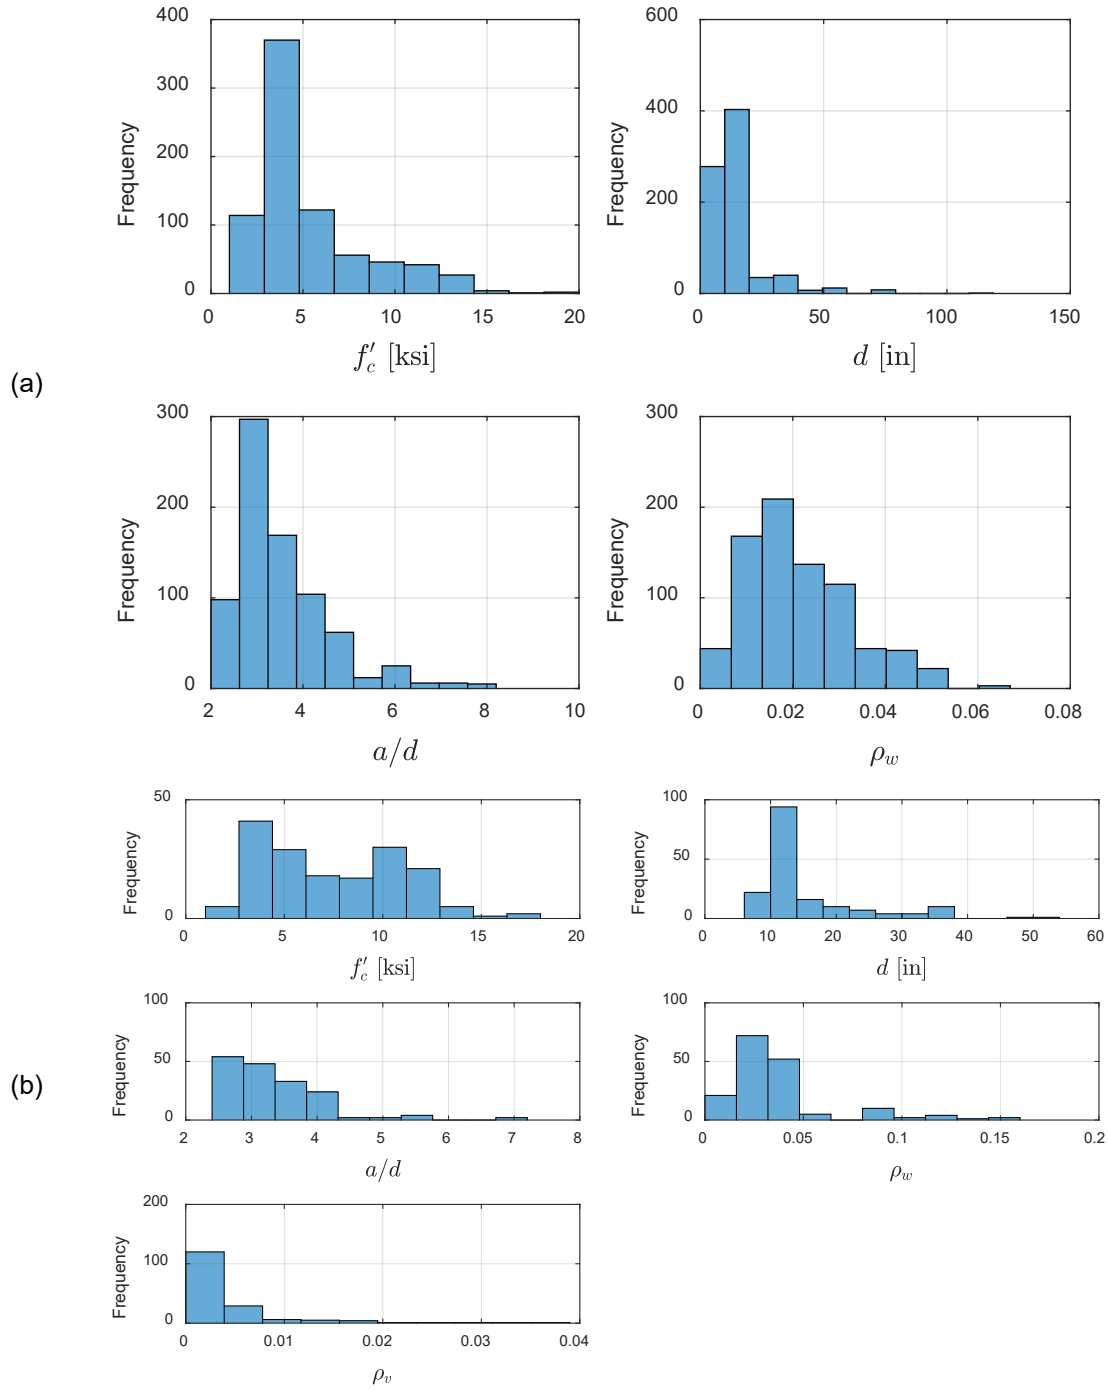 400
300
200
100
0
Frequency
0 5 10 15 20
f′c [ksi]
600
400
200
0
Frequency
0 50 100 150
d [in]
(a)
300
200
100
0
Frequency
2 4 6 8 10
a/d
300
200
100
0
Frequency
0 0.02 0.04 0.06 0.08
ρw
50
0
Frequency
0 5 10 15 20
f′c [ksi]
100
50
0
Frequency
0 10 20 30 40 50 60
d [in]
(b)
100
50
0
Frequency
2 3 4 5 6 7 8
a/d
100
50
0
Frequency
0 0.05 0.1 0.15 0.2
ρw
200
100
0
Frequency
0 0.01 0.02 0.03 0.04
ρv